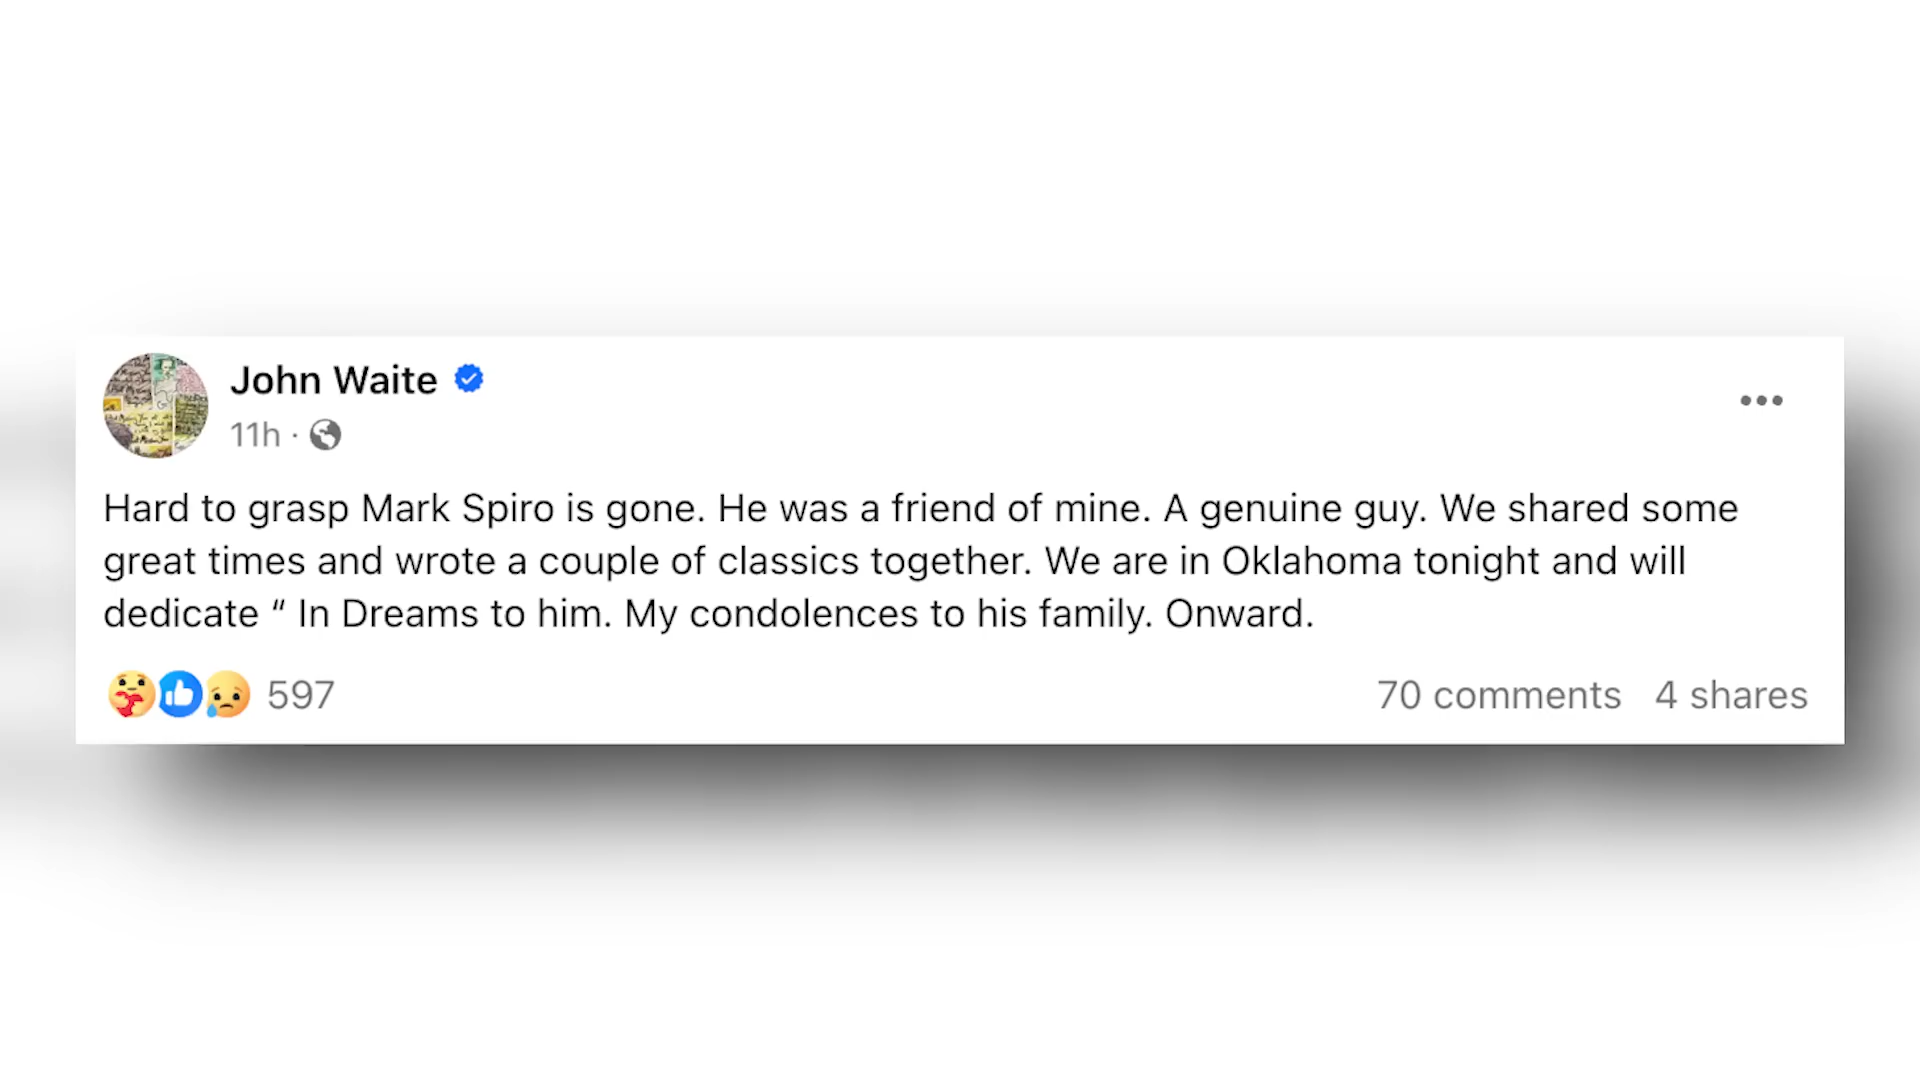 John Waite
11h ·
Hard to grasp Mark Spiro is gone. He was a friend of mine. A genuine guy. We shared some
great times and wrote a couple of classics together. We are in Oklahoma tonight and will
dedicate “ In Dreams to him. My condolences to his family. Onward.
597
70 comments 4 shares